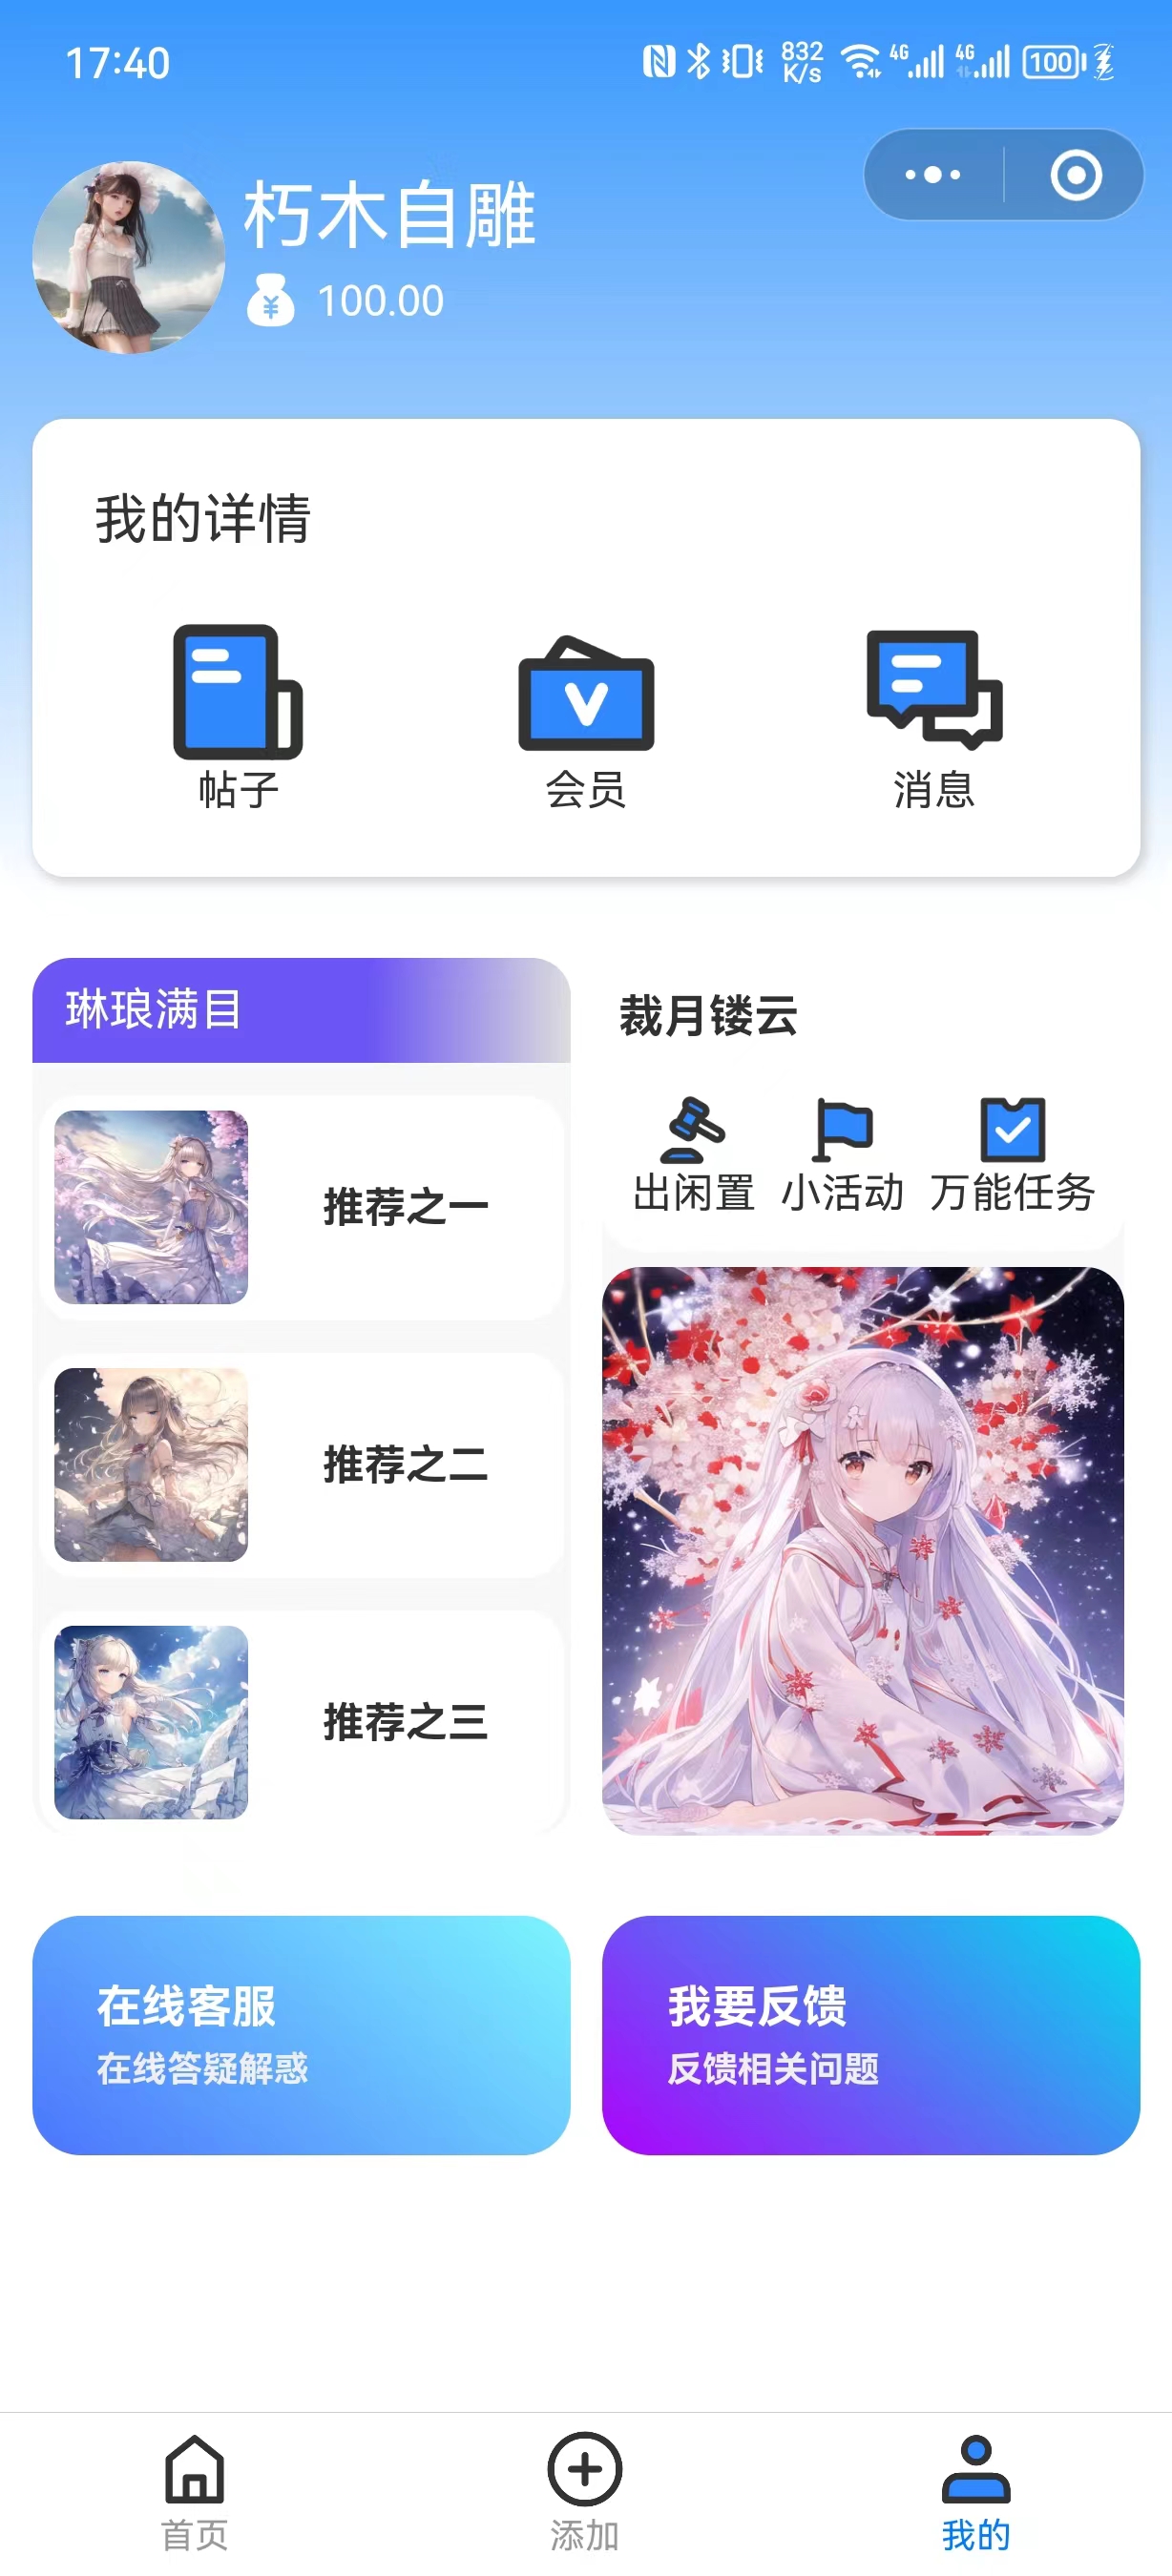 17:40
832
K/s
4G
4G
100
朽木自雕
¥ 100.00
我的详情
V
帖子
会员
消息
琳琅满目
推荐之一
推荐之二
推荐之三
裁月镂云
出闲置
小活动
万能任务
在线客服
在线答疑解惑
我要反馈
反馈相关问题
首页
添加
我的